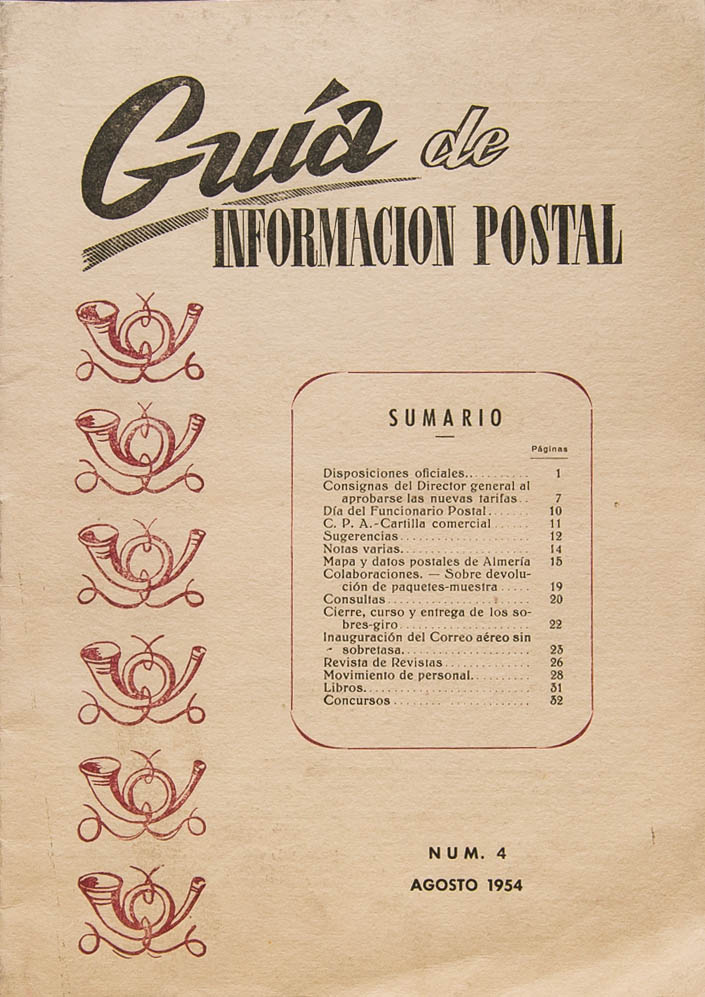 Guía de
INFORMACION POSTAL
SUMARIO
Páginas
Disposiciones oficiales........... 1
Consignas del Director general al
aprobarse las nuevas tarifas.. 7
Día del Funcionario Postal....... 10
C. P. A.-Cartilla comercial...... 11
Sugerencias.................. 12
Notas varias.................. 14
Mapa y datos postales de Almería 15
Colaboraciones. — Sobre devolu-
ción de paquetes-muestra..... 19
Consultas.................... 20
Cierre, curso y entrega de los so-
bres-giro.................... 22
Inauguración del Correo aéreo sin
sobretasa.................... 23
Revista de Revistas............ 26
Movimiento de personal......... 28
Libros....................... 31
Concursos.................... 32
NUM. 4
AGOSTO 1954